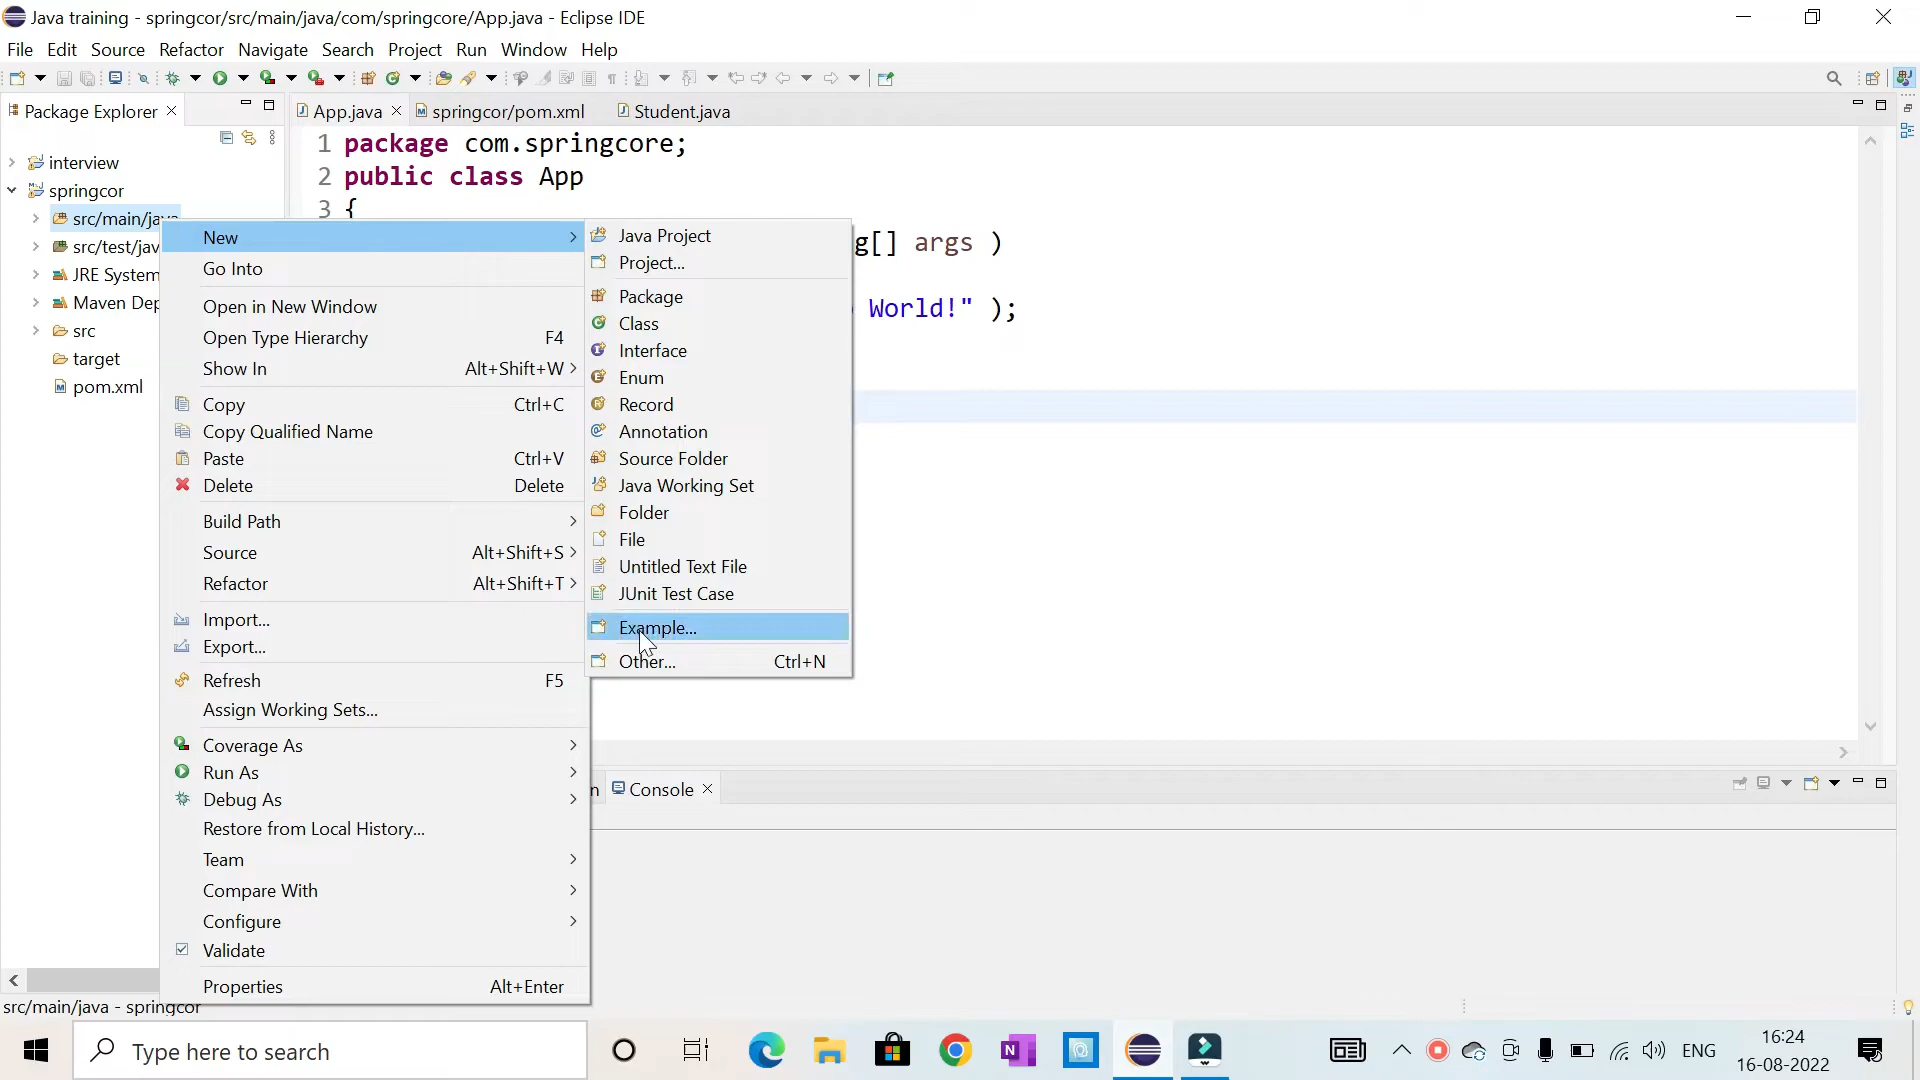 Java training - springcor/src/main/java/com/springcore/App.java - Eclipse IDE
File Edit Source Refactor Navigate Search Project Run Window Help
Package Explorer
App.java
springcor/pom.xml
Student.java
interview
springcor
src/main/java
src/test/jav
JRE System
Maven Dep
src
target
pom.xml
1 package com.springcore;
2 public class App
3 {
g[] args )
World!" );
New
Go Into
Open in New Window
Open Type Hierarchy F4
Show In Alt+Shift+W >
Copy Ctrl+C
Copy Qualified Name
Paste Ctrl+V
Delete Delete
Build Path
Source Alt+Shift+S >
Refactor Alt+Shift+T >
Import...
Export...
Refresh F5
Assign Working Sets...
Coverage As
Run As
Debug As
Restore from Local History...
Team
Compare With
Configure
Validate
Properties Alt+Enter
Java Project
Project...
Package
Class
Interface
Enum
Record
Annotation
Source Folder
Java Working Set
Folder
File
Untitled Text File
JUnit Test Case
Example...
Other... Ctrl+N
n
Console
src/main/java - springcor
Type here to search
ENG
16:24
16-08-2022